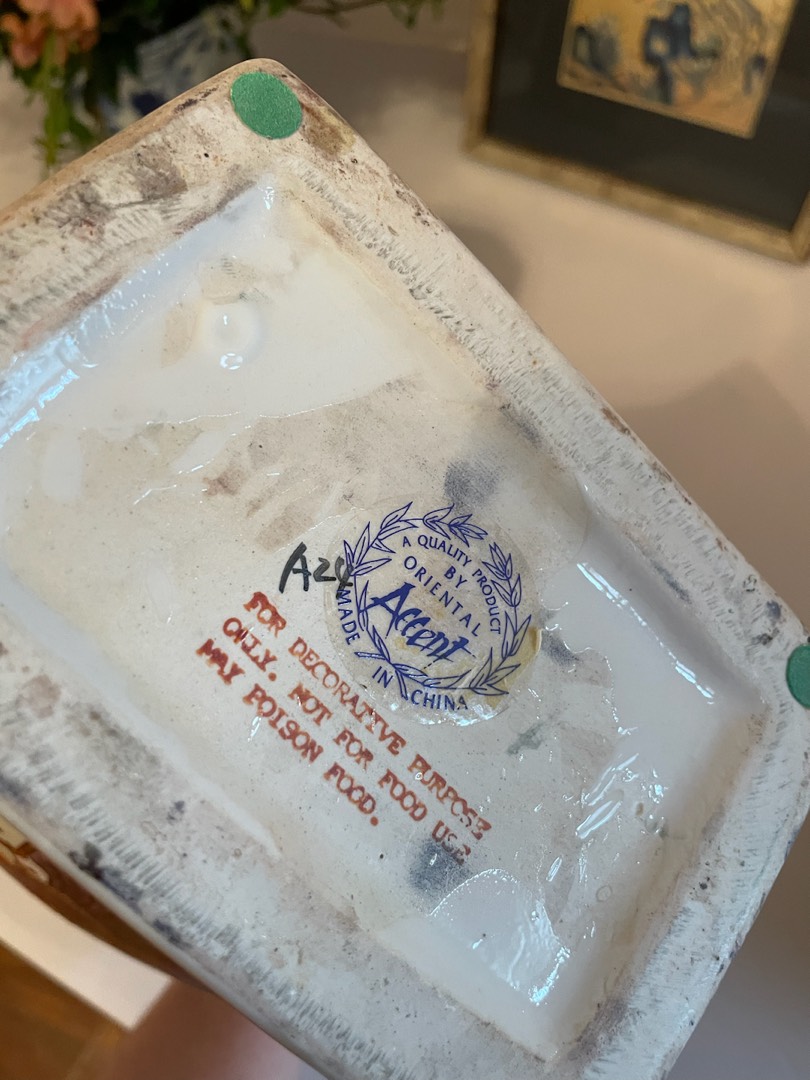 A24
A QUALITY PRODUCT
BY
ORIENTAL
Accent
MADE IN CHINA
FOR DECORATIVE PURPOSE
ONLY. NOT FOR FOOD USE
MAY POISON FOOD.